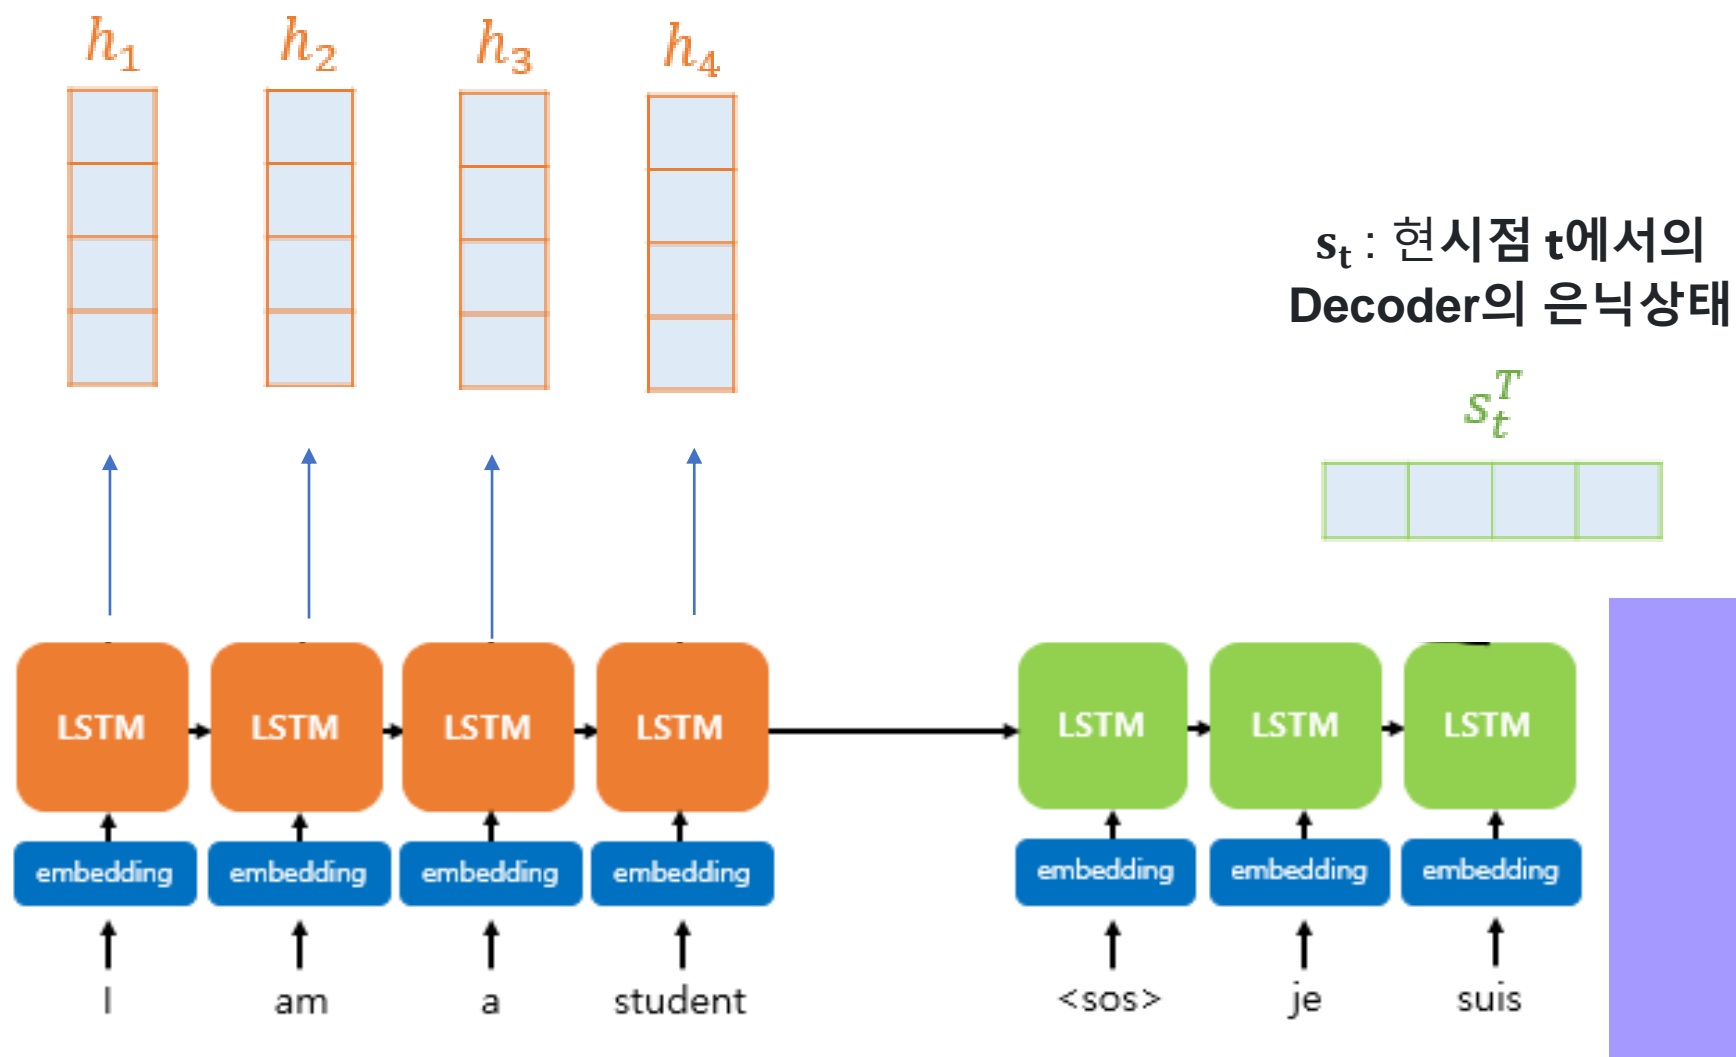 h₁ h₂ h₃ h₄
sₜ : 현시점 t에서의
Decoder의 은닉상태
sₜᵀ
LSTM LSTM LSTM LSTM LSTM LSTM LSTM
embedding embedding embedding embedding embedding embedding embedding
I am a student <sos> je suis